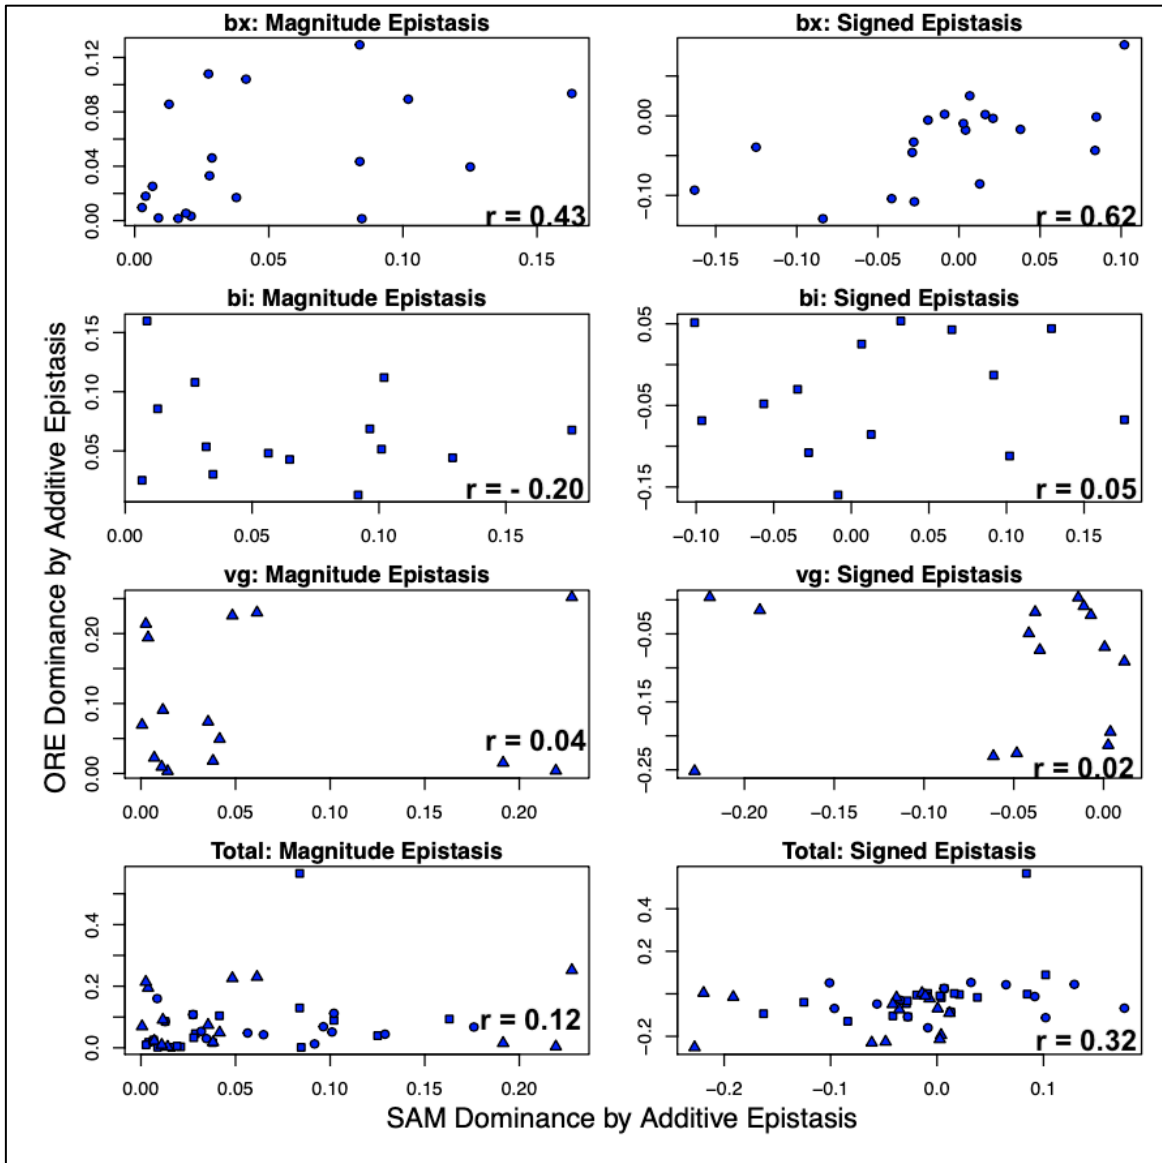 bx: Magnitude Epistasis
0.12
0.08
0.04
0.00
r = 0.43
0.00 0.05 0.10 0.15
bx: Signed Epistasis
0.00
−0.10
r = 0.62
−0.15 −0.10 −0.05 0.00 0.05 0.10
bi: Magnitude Epistasis
0.15
0.10
0.05
r = - 0.20
0.00 0.05 0.10 0.15
bi: Signed Epistasis
0.05
−0.05
−0.15
r = 0.05
−0.10 −0.05 0.00 0.05 0.10 0.15
vg: Magnitude Epistasis
0.20
0.10
0.00
r = 0.04
0.00 0.05 0.10 0.15 0.20
vg: Signed Epistasis
−0.05
−0.15
−0.25
r = 0.02
−0.20 −0.15 −0.10 −0.05 0.00
Total: Magnitude Epistasis
0.4
0.2
0.0
r = 0.12
0.00 0.05 0.10 0.15 0.20
Total: Signed Epistasis
0.4
0.2
−0.2
r = 0.32
−0.2 −0.1 0.0 0.1
ORE Dominance by Additive Epistasis
SAM Dominance by Additive Epistasis